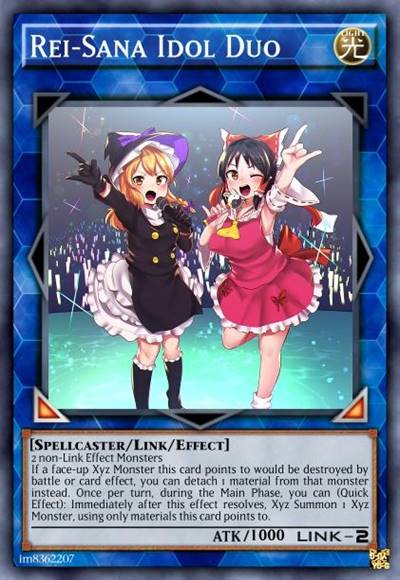 REI-SANA IDOL DUO
LIGHT
光
[SPELLCASTER/LINK/EFFECT]
2 non-Link Effect Monsters
If a face-up Xyz Monster this card points to would be destroyed by
battle or card effect, you can detach 1 material from that monster
instead. Once per turn, during the Main Phase, you can (Quick
Effect): Immediately after this effect resolves, Xyz Summon 1 Xyz
Monster, using only materials this card points to.
ATK/1000 LINK-2
im8362207